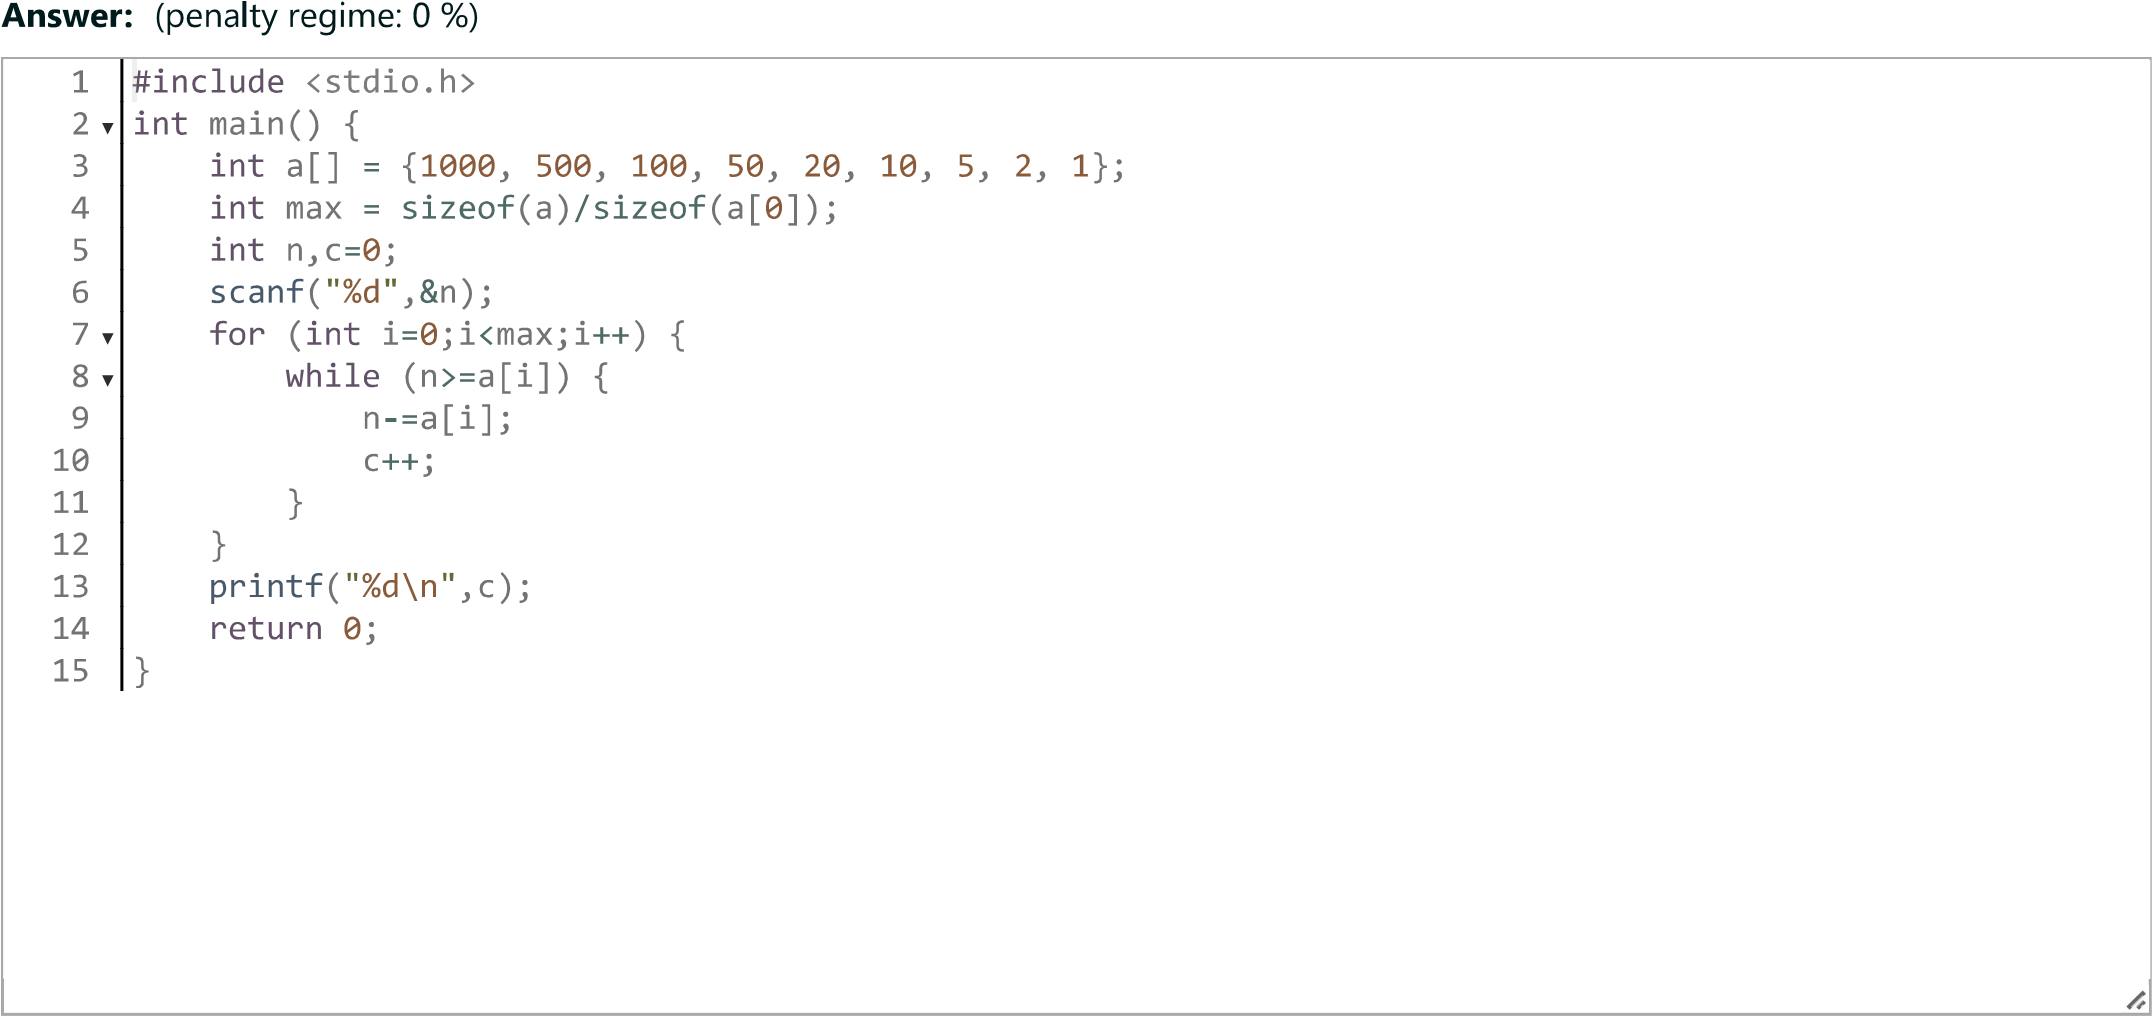 Answer: (penalty regime: 0 %)
1 #include <stdio.h>
2 int main() {
3     int a[] = {1000, 500, 100, 50, 20, 10, 5, 2, 1};
4     int max = sizeof(a)/sizeof(a[0]);
5     int n,c=0;
6     scanf("%d",&n);
7     for (int i=0;i<max;i++) {
8         while (n>=a[i]) {
9             n-=a[i];
10             c++;
11         }
12     }
13     printf("%d\n",c);
14     return 0;
15 }